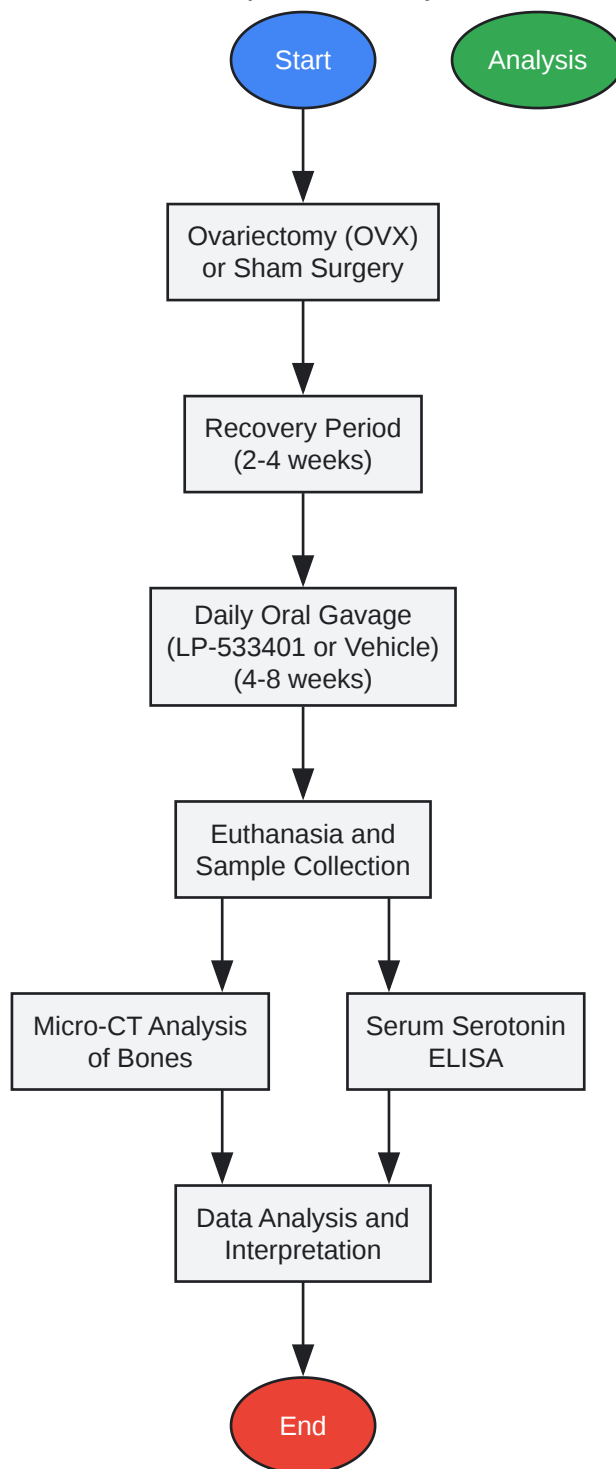 Start
Analysis
Ovariectomy (OVX)
or Sham Surgery
Recovery Period
(2-4 weeks)
Daily Oral Gavage
(LP-533401 or Vehicle)
(4-8 weeks)
Euthanasia and
Sample Collection
Micro-CT Analysis
of Bones
Serum Serotonin
ELISA
Data Analysis and
Interpretation
End